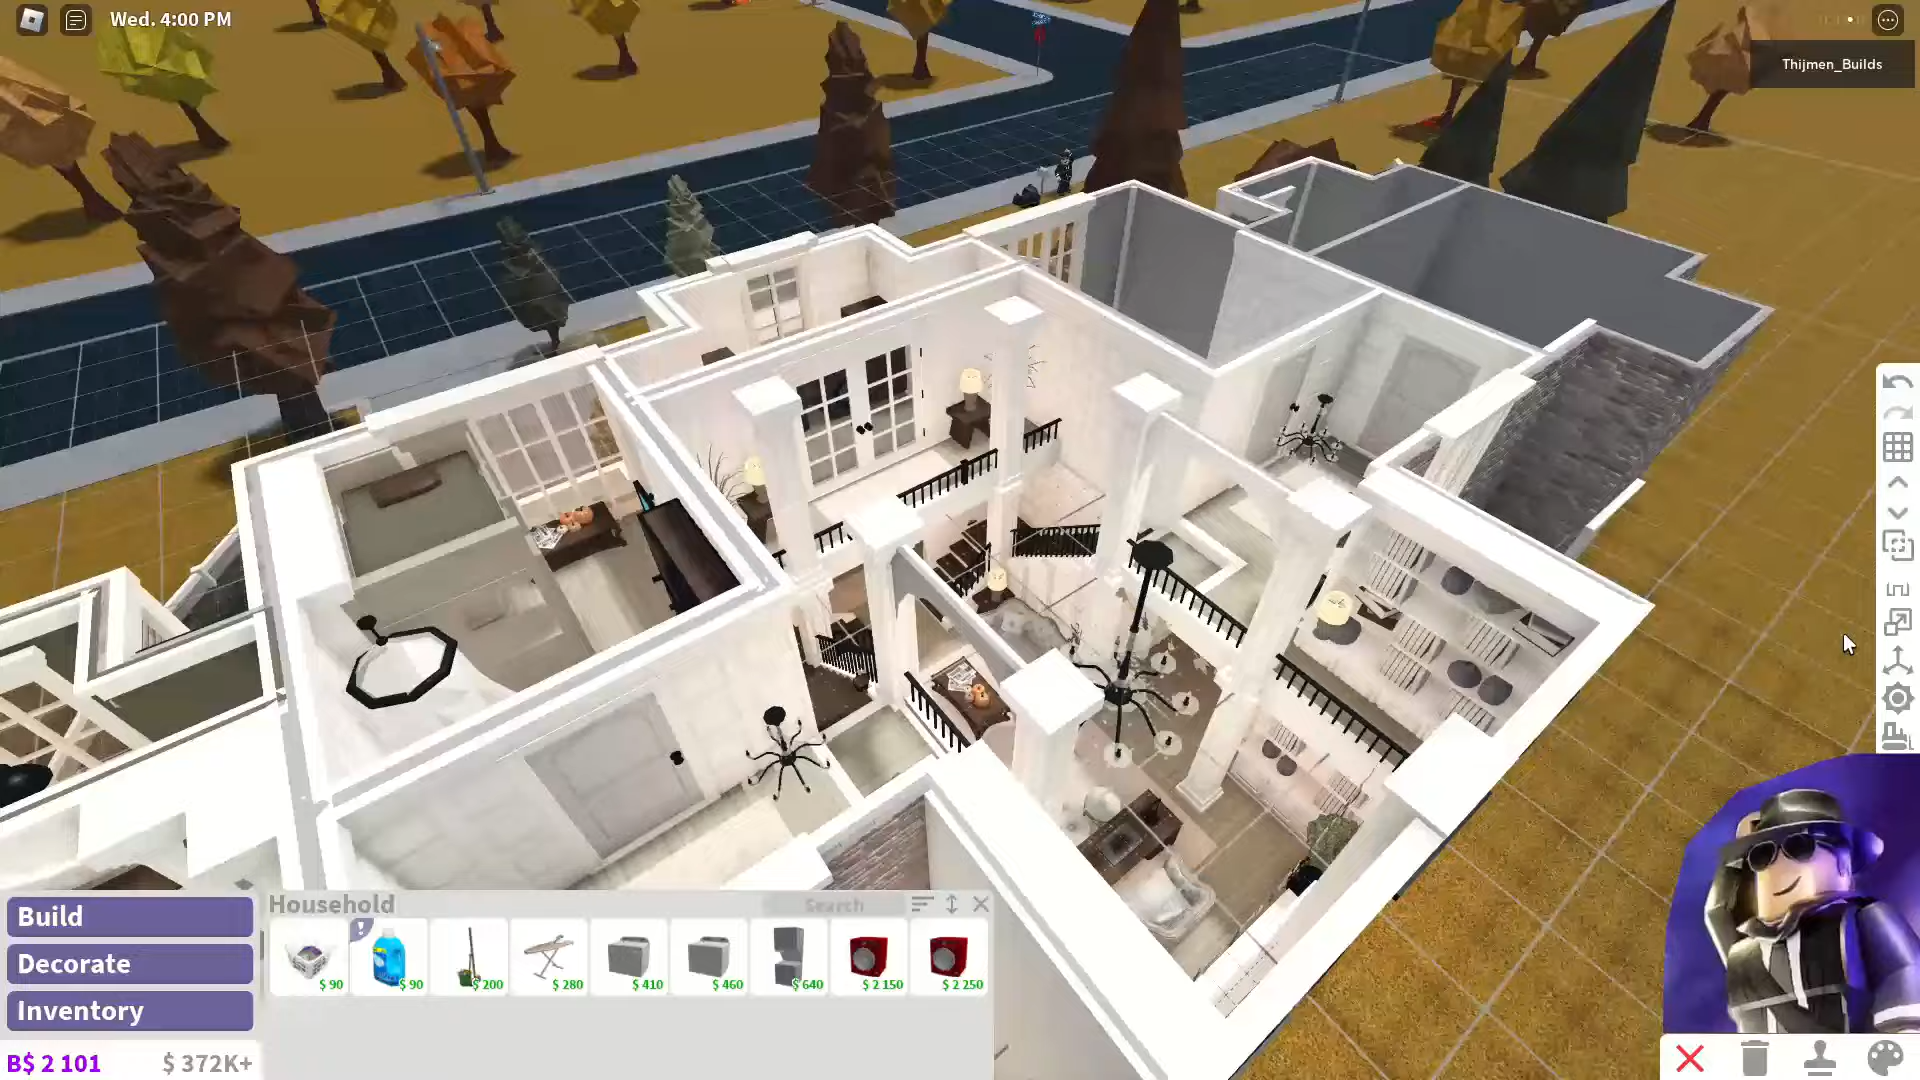 Wed. 4:00 PM
Thijmen_Builds
Build
Decorate
Inventory
B$ 2 101
$ 372K+
Household
Search
$ 90
$ 90
$ 200
$ 280
$ 410
$ 460
$ 640
$ 2 150
$ 2 250